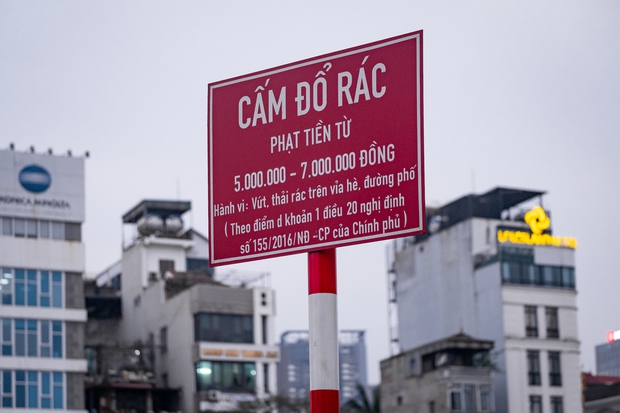 CẤM ĐỔ RÁC
PHẠT TIỀN TỪ
5.000.000 - 7.000.000 ĐỒNG
Hành vi: Vứt, thải rác trên vỉa hè, đường phố
( Theo điểm d khoản 1 điều 20 nghị định
số 155/2016/NĐ -CP của Chính phủ )
KONICA MINOLTA